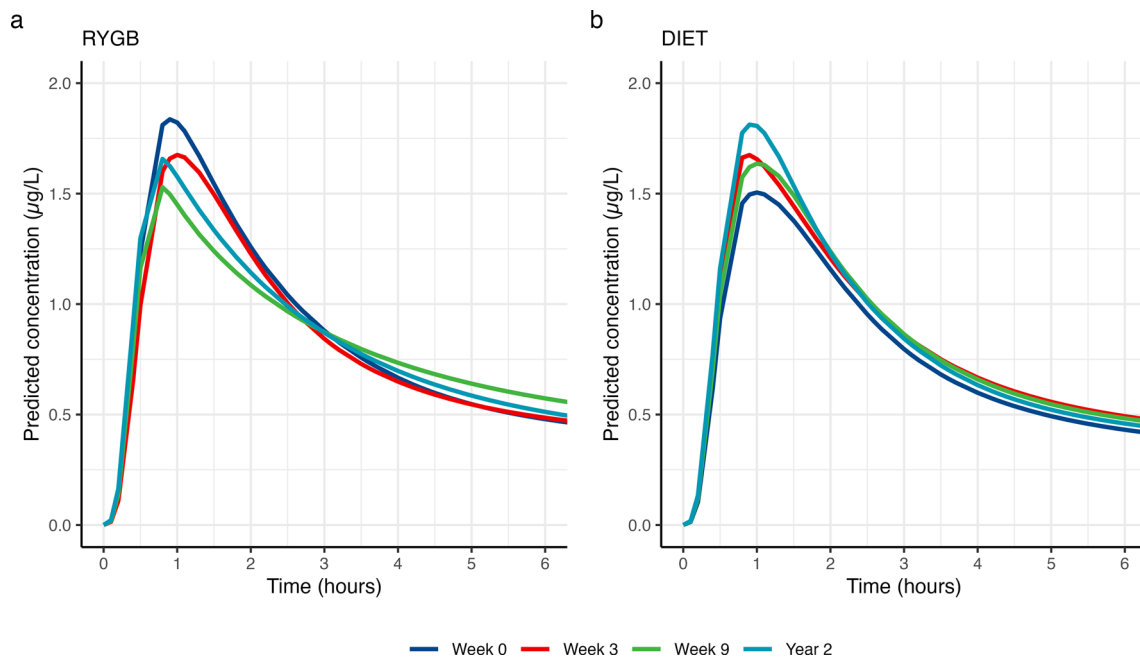 a
RYGB
2.0
1.5
1.0
0.5
0.0
Predicted concentration (µg/L)
0 1 2 3 4 5 6
Time (hours)
b
DIET
2.0
1.5
1.0
0.5
0.0
Predicted concentration (µg/L)
0 1 2 3 4 5 6
Time (hours)
Week 0 Week 3 Week 9 Year 2